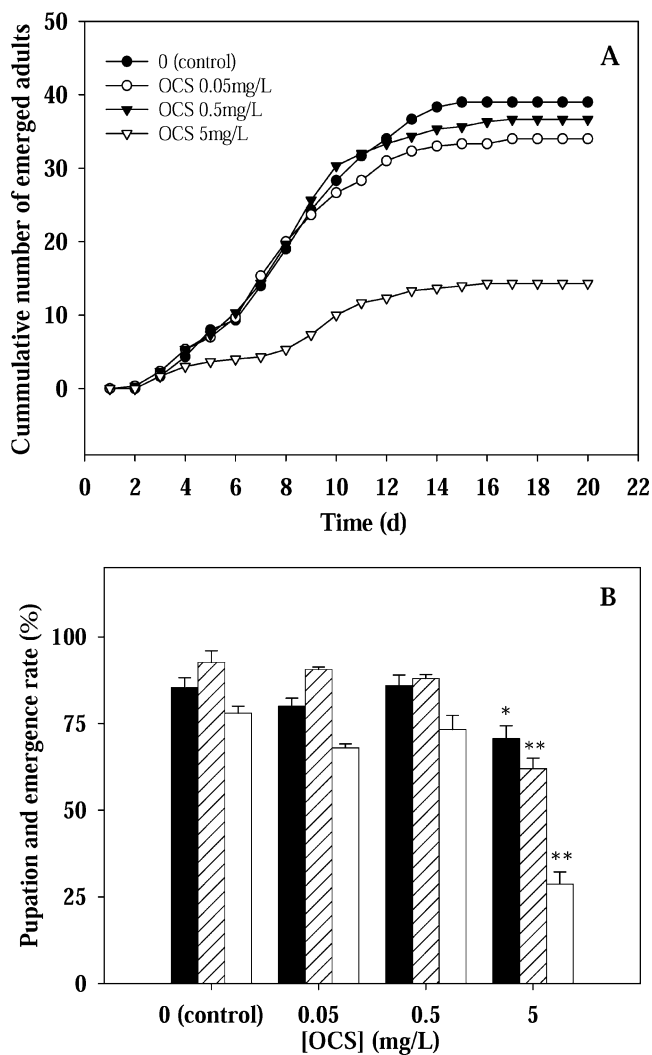 A
0 (control)
OCS 0.05mg/L
OCS 0.5mg/L
OCS 5mg/L
Cummulative number of emerged adults
50
40
30
20
10
0
0 2 4 6 8 10 12 14 16 18 20 22
Time (d)
B
Pupation and emergence rate (%)
100
75
50
25
0
*
**
**
0 (control) 0.05 0.5 5
[OCS] (mg/L)